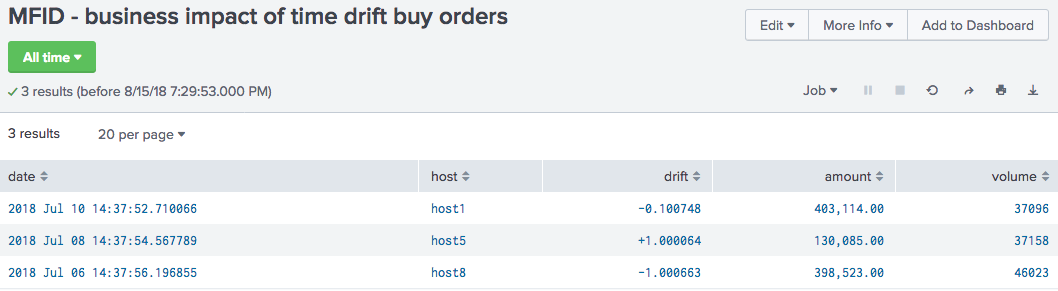 MFID - business impact of time drift buy orders
Edit More Info Add to Dashboard
All time
3 results (before 8/15/18 7:29:53.000 PM)
Job
3 results 20 per page
date host drift amount volume
2018 Jul 10 14:37:52.710066 host1 -0.100748 403,114.00 37096
2018 Jul 08 14:37:54.567789 host5 +1.000064 130,085.00 37158
2018 Jul 06 14:37:56.196855 host8 -1.000663 398,523.00 46023